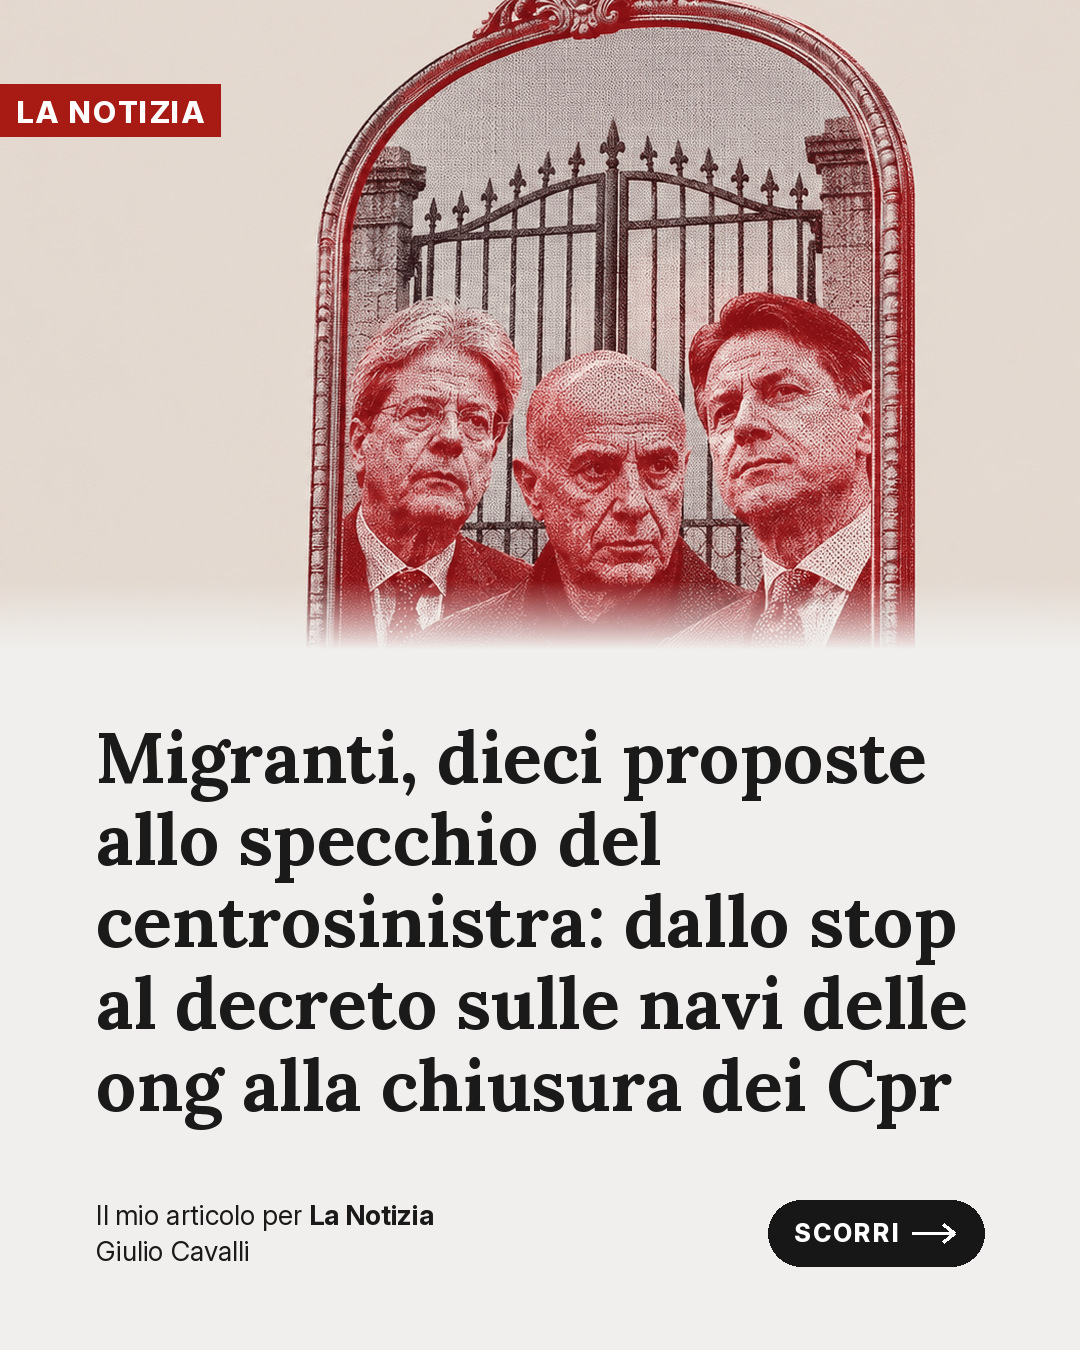 LA NOTIZIA
Migranti, dieci proposte
allo specchio del
centrosinistra: dallo stop
al decreto sulle navi delle
ong alla chiusura dei Cpr
Il mio articolo per La Notizia
Giulio Cavalli
SCORRI